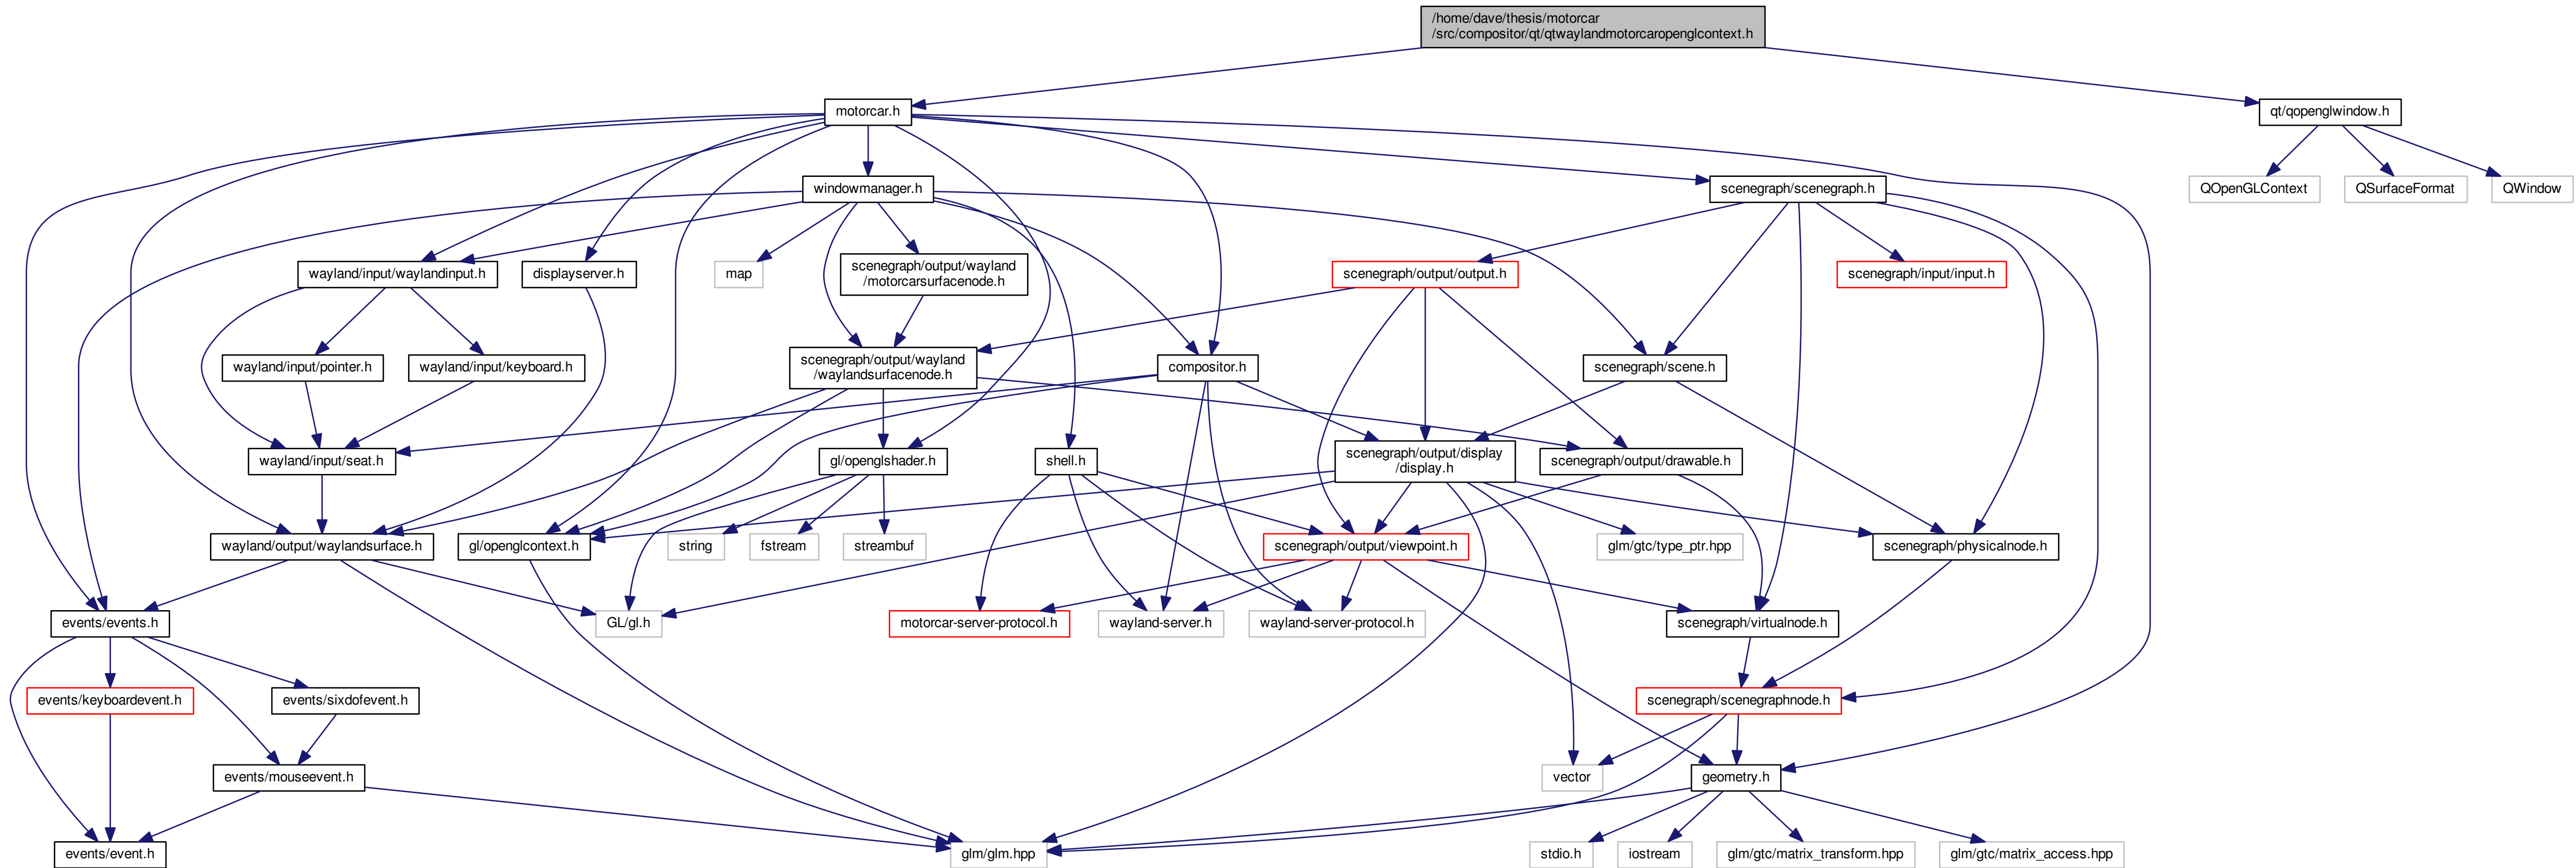 /home/dave/thesis/motorcar
/src/compositor/qt/qtwaylandmotorcaropenglcontext.h
motorcar.h
qt/qopenglwindow.h
windowmanager.h
scenegraph/scenegraph.h
QOpenGLContext
QSurfaceFormat
QWindow
wayland/input/waylandinput.h
displayserver.h
map
scenegraph/output/wayland
/motorcarsurfacenode.h
scenegraph/output/output.h
scenegraph/input/input.h
wayland/input/pointer.h
wayland/input/keyboard.h
scenegraph/output/wayland
/waylandsurfacenode.h
compositor.h
scenegraph/scene.h
wayland/input/seat.h
gl/openglshader.h
shell.h
scenegraph/output/display
/display.h
scenegraph/output/drawable.h
wayland/output/waylandsurface.h
gl/openglcontext.h
string
fstream
streambuf
scenegraph/output/viewpoint.h
glm/gtc/type_ptr.hpp
scenegraph/physicalnode.h
events/events.h
GL/gl.h
motorcar-server-protocol.h
wayland-server.h
wayland-server-protocol.h
scenegraph/virtualnode.h
events/keyboardevent.h
events/sixdofevent.h
scenegraph/scenegraphnode.h
events/mouseevent.h
vector
geometry.h
events/event.h
glm/glm.hpp
stdio.h
iostream
glm/gtc/matrix_transform.hpp
glm/gtc/matrix_access.hpp